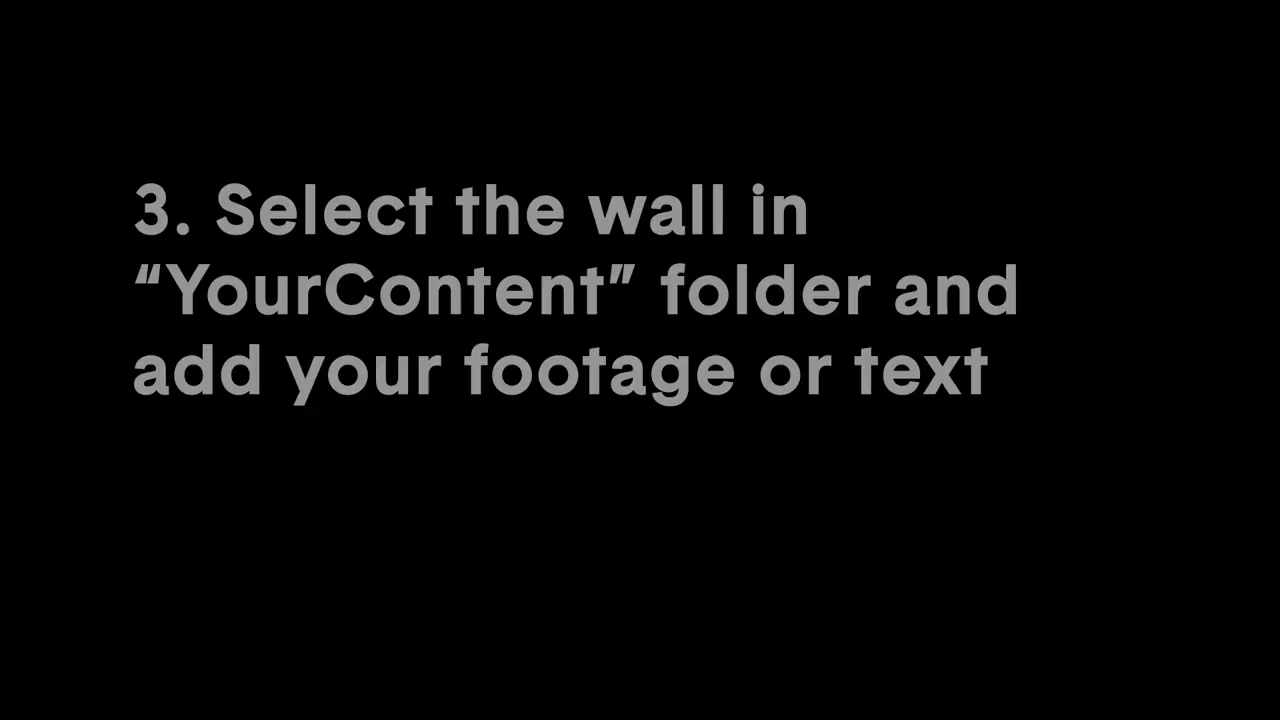 3. Select the wall in
“YourContent” folder and
add your footage or text